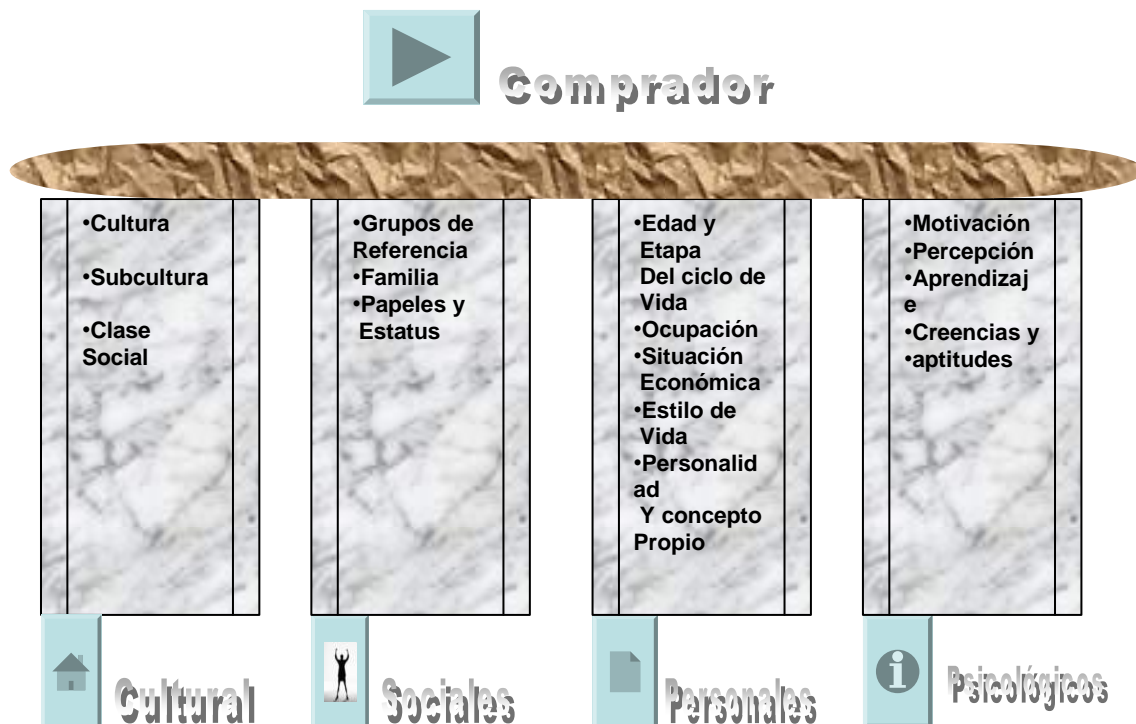 Comprador
•Cultura
•Subcultura
•Clase
Social
•Grupos de
Referencia
•Familia
•Papeles y
Estatus
•Edad y
Etapa
Del ciclo de
Vida
•Ocupación
•Situación
Económica
•Estilo de
Vida
•Personalid
ad
Y concepto
Propio
•Motivación
•Percepción
•Aprendizaj
e
•Creencias y
•aptitudes
Cultural
Sociales
Personales
Psicológicos